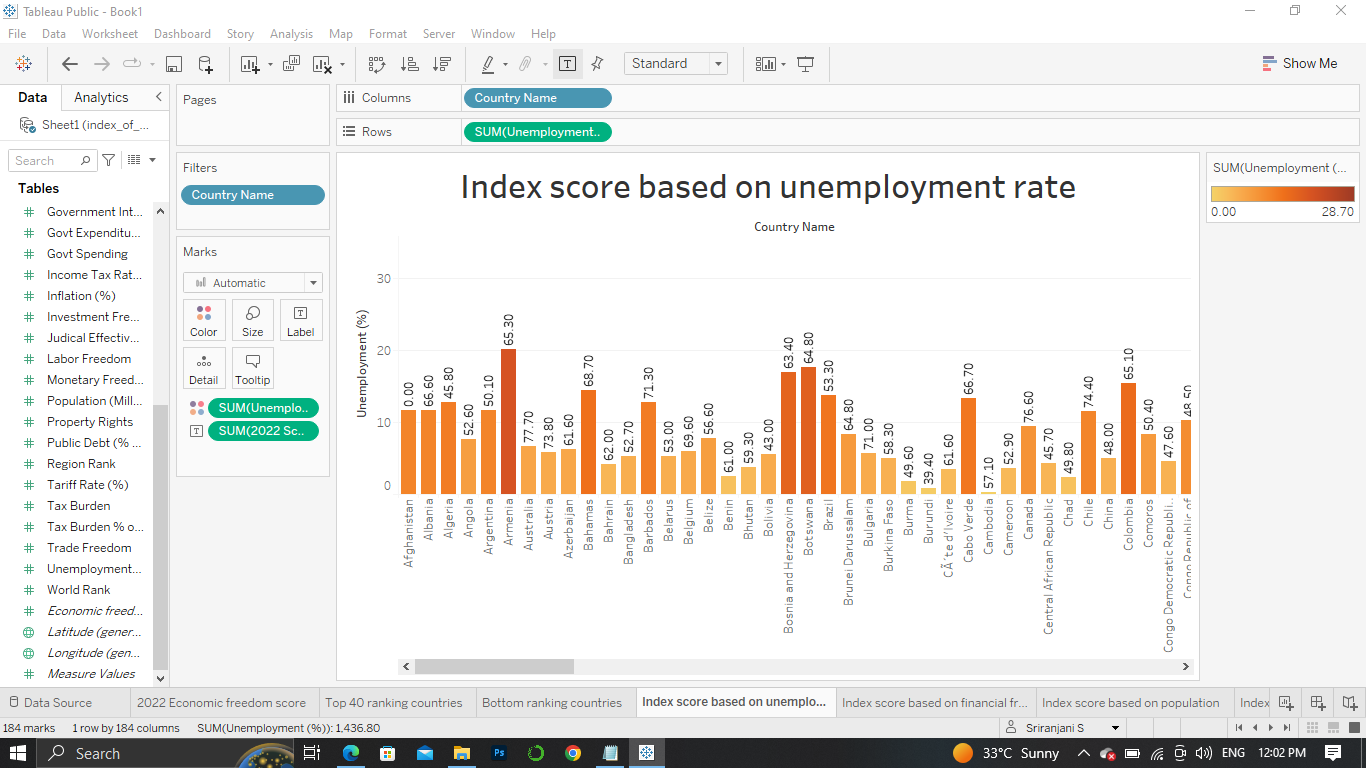 Tableau Public - Book1
File Data Worksheet Dashboard Story Analysis Map Format Server Window Help
Standard
Show Me
Data Analytics
Sheet1 (index_of_...
Search
Tables
Government Int...
Govt Expenditu...
Govt Spending
Income Tax Rat...
Inflation (%)
Investment Fre...
Judical Effectiv...
Labor Freedom
Monetary Freed...
Population (Mill...
Property Rights
Public Debt (% ...
Region Rank
Tariff Rate (%)
Tax Burden
Tax Burden % o...
Trade Freedom
Unemployment...
World Rank
Economic freed...
Latitude (gener...
Longitude (gen...
Measure Values
Pages
Filters
Country Name
Marks
Automatic
Color Size Label
Detail Tooltip
SUM(Unemplo..
SUM(2022 Sc..
Columns Country Name
Rows SUM(Unemployment..
Index score based on unemployment rate
Country Name
Unemployment (%)
30
20
10
0
0.00
66.60
45.80
52.60
50.10
65.30
77.70
73.80
61.60
68.70
62.00
52.70
71.30
53.00
69.60
56.60
61.00
59.30
43.00
63.40
64.80
53.30
64.80
71.00
58.30
49.60
39.40
61.60
66.70
57.10
52.90
76.60
45.70
49.80
74.40
48.00
65.10
50.40
47.60
48.50
Afghanistan
Albania
Algeria
Angola
Argentina
Armenia
Australia
Austria
Azerbaijan
Bahamas
Bahrain
Bangladesh
Barbados
Belarus
Belgium
Belize
Benin
Bhutan
Bolivia
Bosnia and Herzegovina
Botswana
Brazil
Brunei Darussalam
Bulgaria
Burkina Faso
Burma
Burundi
CÃ´te d'Ivoire
Cabo Verde
Cambodia
Cameroon
Canada
Central African Republic
Chad
Chile
China
Colombia
Comoros
Congo Democratic Republi..
Congo Republic of
SUM(Unemployment (...
0.00 28.70
Data Source 2022 Economic freedom score Top 40 ranking countries Bottom ranking countries Index score based on unemplo... Index score based on financial fr... Index score based on population Index
184 marks 1 row by 184 columns SUM(Unemployment (%)): 1,436.80 Sriranjani S
Search
Ps
33°C Sunny ENG 12:02 PM